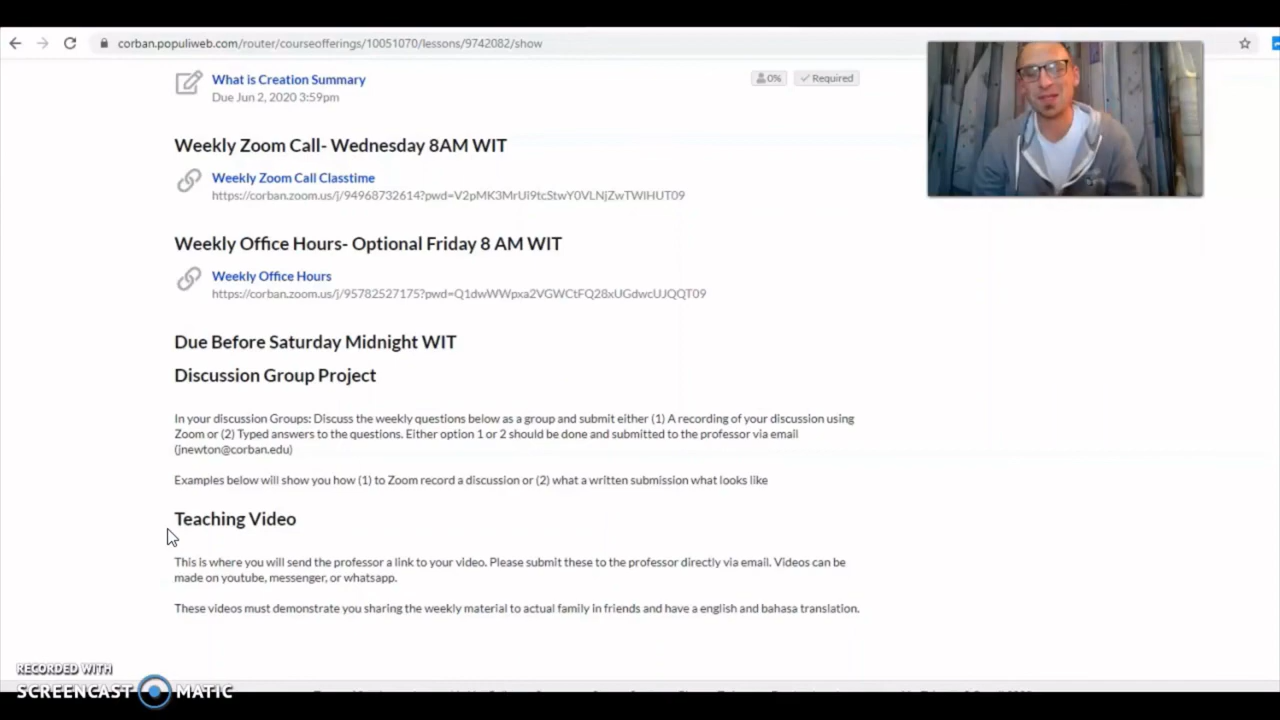 corban.populiweb.com/router/courseofferings/10051070/lessons/9742082/show
What is Creation Summary
0%
Required
Due Jun 2, 2020 3:59pm
Weekly Zoom Call- Wednesday 8AM WIT
Weekly Zoom Call Classtime
https://corban.zoom.us/j/94968732614?pwd=V2pMK3MrUi9tcStwY0VLNjZwTWlHUT09
Weekly Office Hours- Optional Friday 8 AM WIT
Weekly Office Hours
https://corban.zoom.us/j/95782527175?pwd=Q1dwWWpxa2VGWCtFQ28xUGdwcUJQQT09
Due Before Saturday Midnight WIT
Discussion Group Project
In your discussion Groups: Discuss the weekly questions below as a group and submit either (1) A recording of your discussion using
Zoom or (2) Typed answers to the questions. Either option 1 or 2 should be done and submitted to the professor via email
(jnewton@corban.edu)
Examples below will show you how (1) to Zoom record a discussion or (2) what a written submission what looks like
Teaching Video
This is where you will send the professor a link to your video. Please submit these to the professor directly via email. Videos can be
made on youtube, messenger, or whatsapp.
These videos must demonstrate you sharing the weekly material to actual family in friends and have a english and bahasa translation.
RECORDED WITH
SCREENCAST MATIC